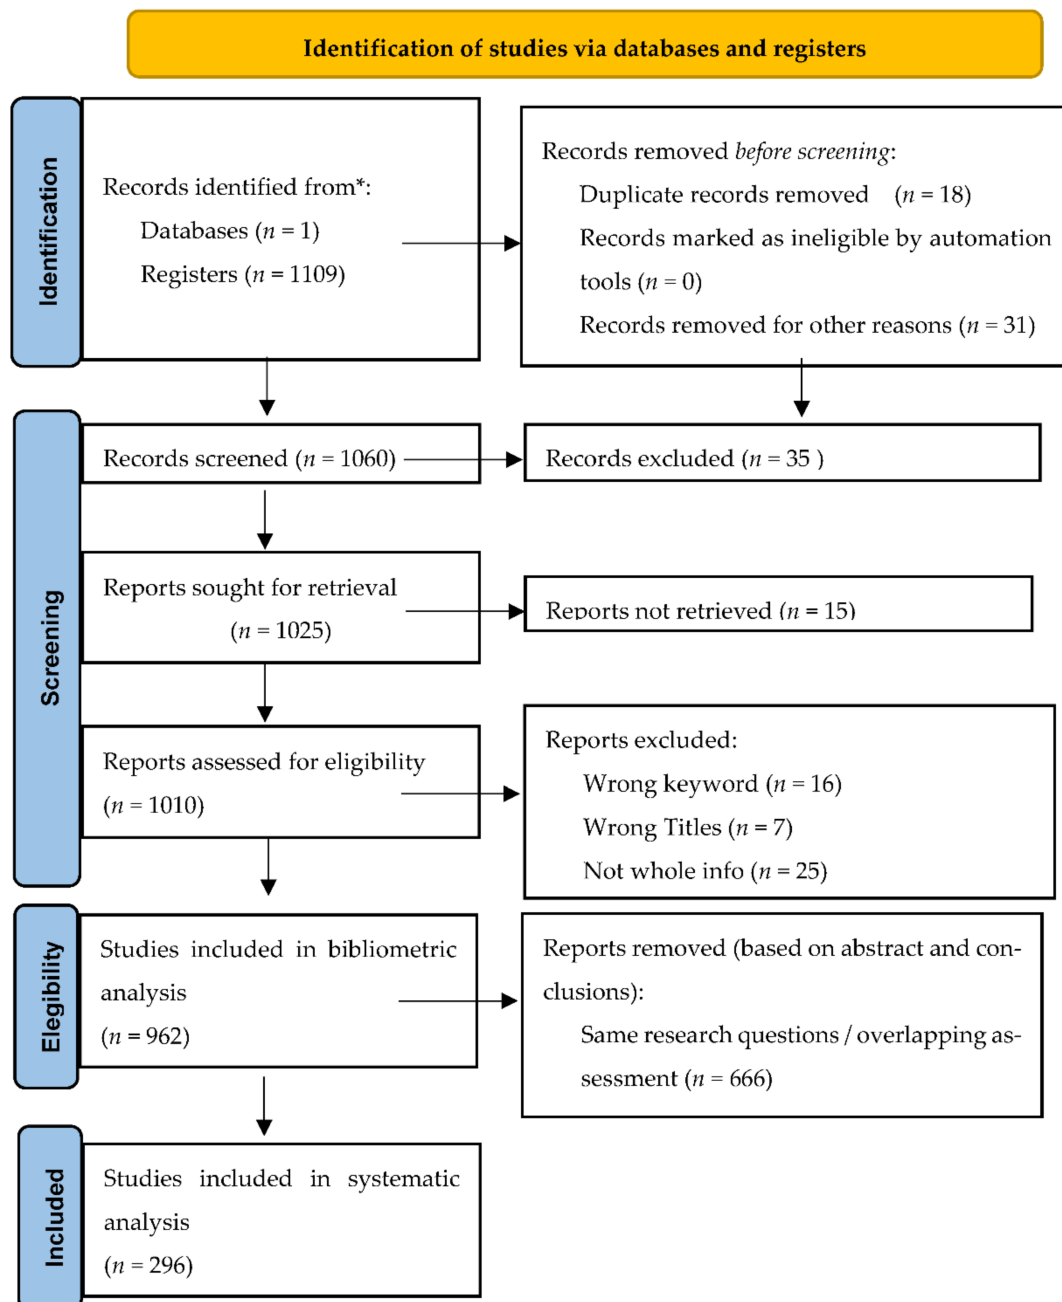 Identification of studies via databases and registers
Identification
Records identified from*:
Databases (n = 1)
Registers (n = 1109)
Records removed before screening:
Duplicate records removed (n = 18)
Records marked as ineligible by automation
tools (n = 0)
Records removed for other reasons (n = 31)
Screening
Records screened (n = 1060)
Records excluded (n = 35 )
Reports sought for retrieval
(n = 1025)
Reports not retrieved (n = 15)
Reports assessed for eligibility
(n = 1010)
Reports excluded:
Wrong keyword (n = 16)
Wrong Titles (n = 7)
Not whole info (n = 25)
Elegibility
Studies included in bibliometric
analysis
(n = 962)
Reports removed (based on abstract and con-
clusions):
Same research questions / overlapping as-
sessment (n = 666)
Included
Studies included in systematic
analysis
(n = 296)